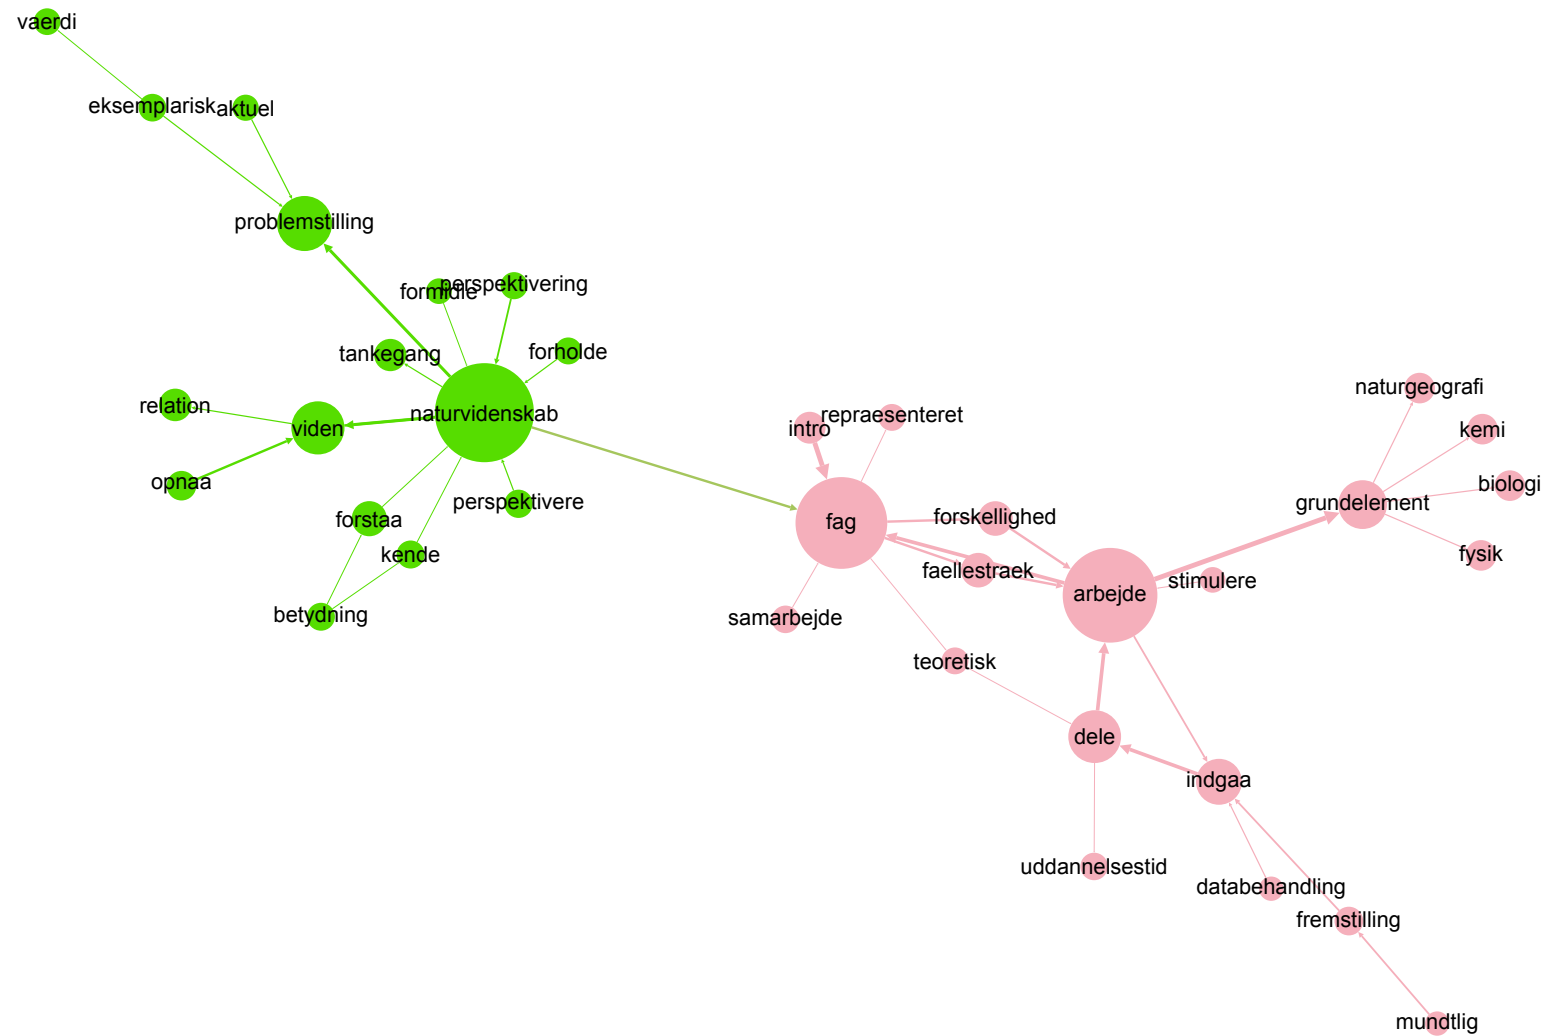 vaerdi
eksemplarisk
aktuel
problemstilling
formidle
perspektivering
tankegang
forholde
relation
viden
naturvidenskab
opnaa
forstaa
perspektivere
kende
betydning
intro
repraesenteret
fag
forskellighed
faellestraek
samarbejde
teoretisk
arbejde
stimulere
naturgeografi
kemi
biologi
grundelement
fysik
dele
indgaa
uddannelsestid
databehandling
fremstilling
mundtlig